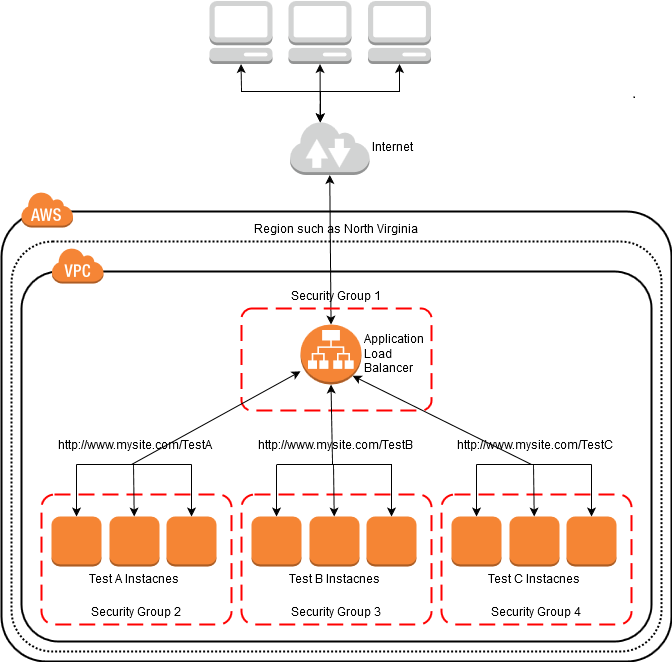 Internet
AWS
Region such as North Virginia
VPC
Security Group 1
Application
Load
Balancer
http://www.mysite.com/TestA
http://www.mysite.com/TestB
http://www.mysite.com/TestC
Test A Instacnes
Test B Instacnes
Test C Instacnes
Security Group 2
Security Group 3
Security Group 4